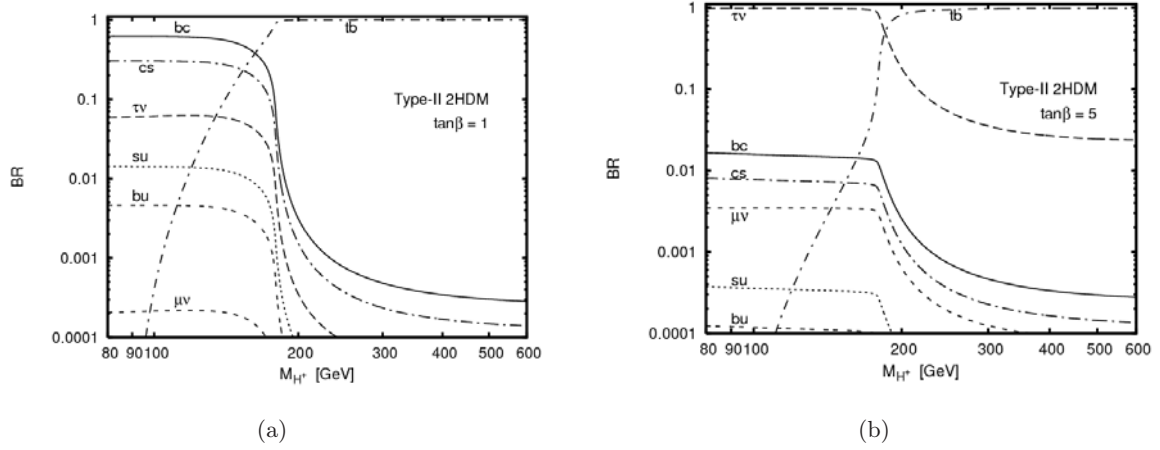 1
bc
tb
cs
0.1
τν
Type-II 2HDM
tanβ = 1
BR
0.01
su
bu
0.001
μν
0.0001
80 90 100 200 300 400 500 600
M_H⁺ [GeV]
(a)
1
τν
tb
0.1
Type-II 2HDM
tanβ = 5
BR
bc
0.01
cs
μν
0.001
su
bu
0.0001
80 90 100 200 300 400 500 600
M_H⁺ [GeV]
(b)